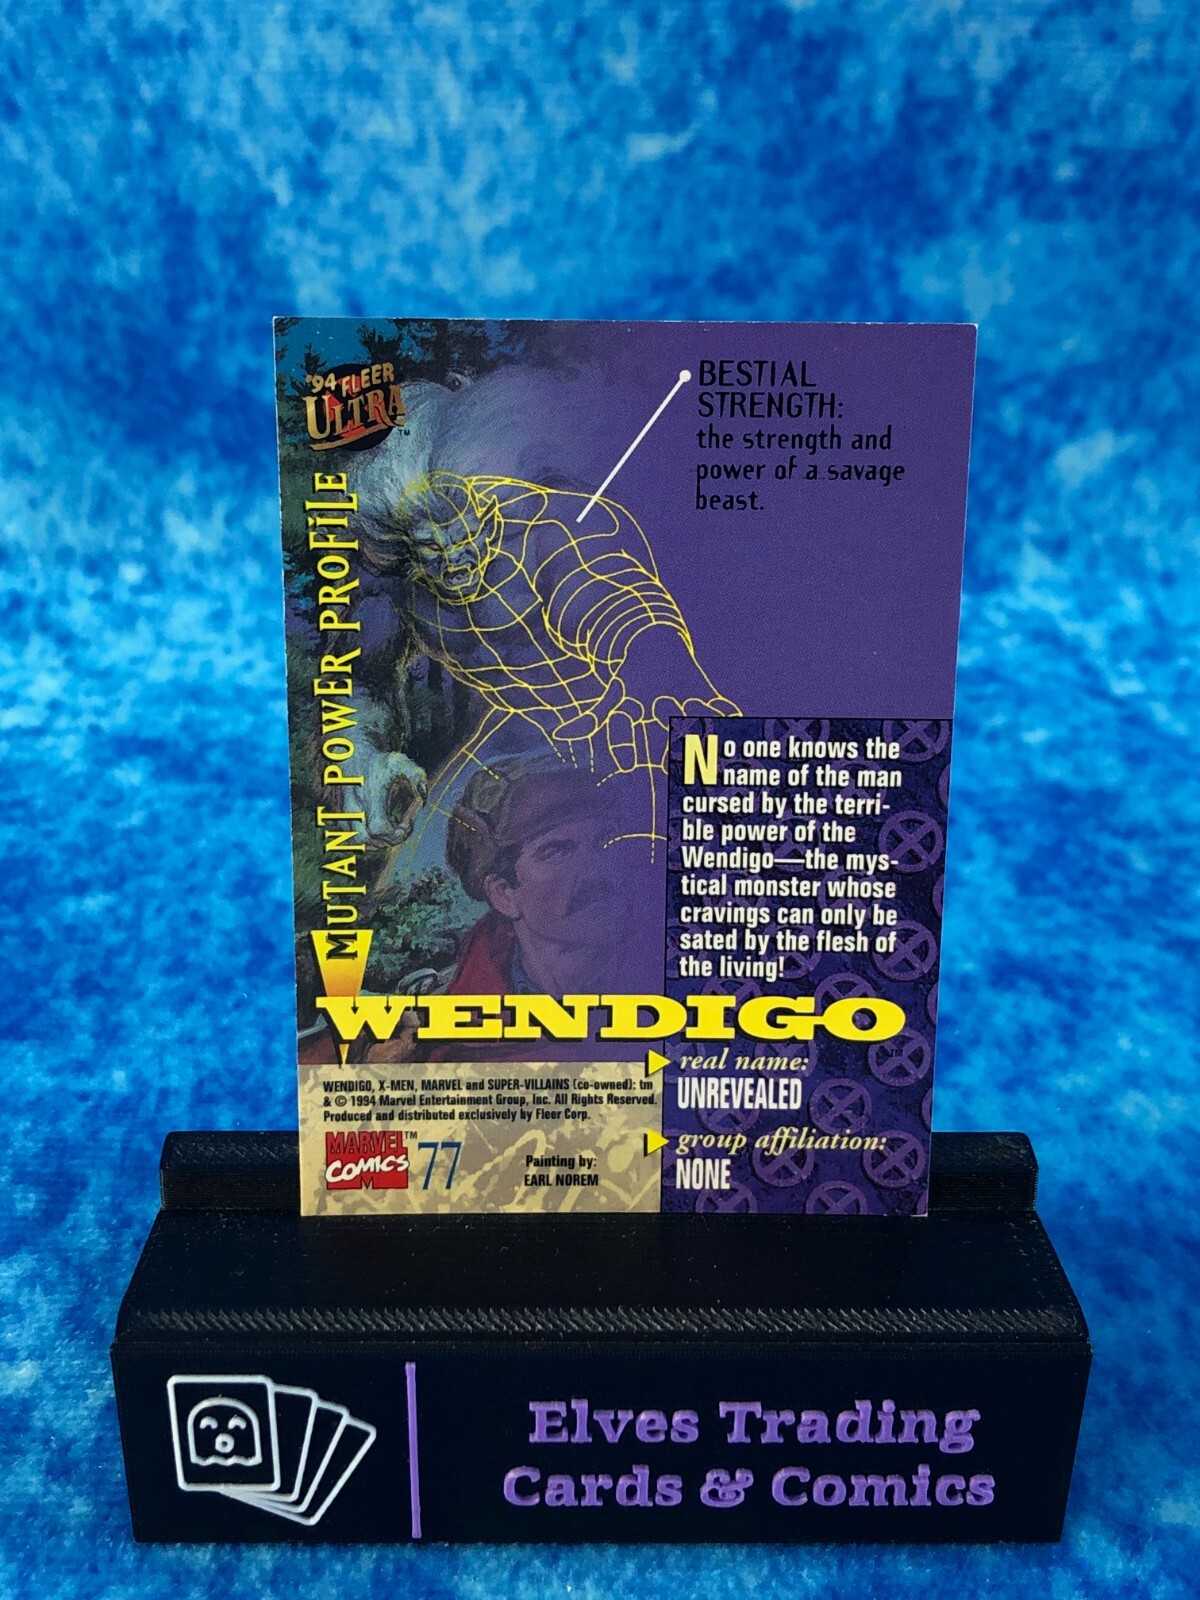 '94 FLEER
ULTRA™
MUTANT POWER PROFiLE
BESTIAL
STRENGTH:
the strength and
power of a savage
beast.
No one knows the
name of the man
cursed by the terri-
ble power of the
Wendigo—the mys-
tical monster whose
cravings can only be
sated by the flesh of
the living!
WENDIGO™
real name:
UNREVEALED
group affiliation:
NONE
WENDIGO, X-MEN, MARVEL and SUPER-VILLAINS (co-owned): tm
& © 1994 Marvel Entertainment Group, Inc. All Rights Reserved.
Produced and distributed exclusively by Fleer Corp.
MARVEL™
COMICS
77
Painting by:
EARL NOREM
Elves Trading
Cards & Comics